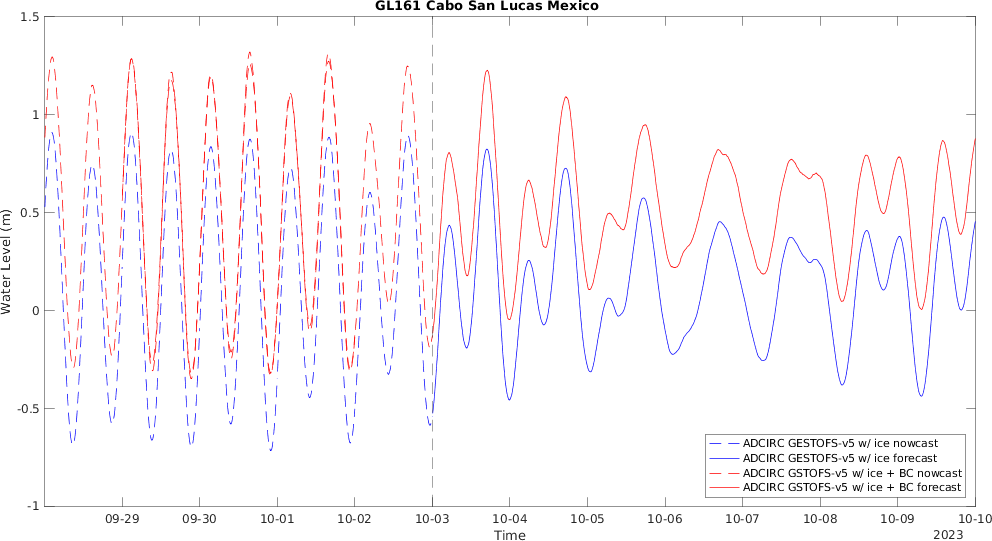 GL161 Cabo San Lucas Mexico
1.5
1
0.5
0
-0.5
-1
Water Level (m)
ADCIRC GESTOFS-v5 w/ ice nowcast
ADCIRC GESTOFS-v5 w/ ice forecast
ADCIRC GSTOFS-v5 w/ ice + BC nowcast
ADCIRC GSTOFS-v5 w/ ice + BC forecast
09-29 09-30 10-01 10-02 10-03 10-04 10-05 10-06 10-07 10-08 10-09 10-10
Time 2023